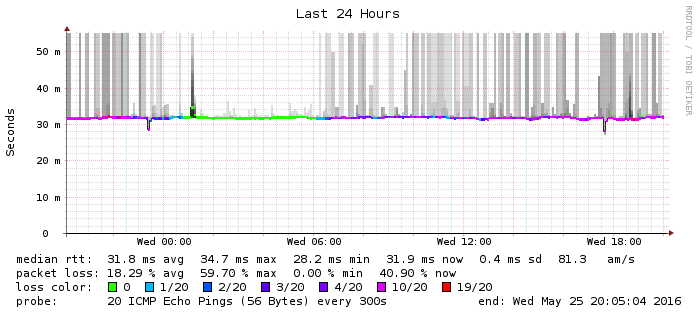 Last 24 Hours
RRDTOOL / TOBI OETIKER
Seconds
50 m
40 m
30 m
20 m
10 m
0
Wed 00:00 Wed 06:00 Wed 12:00 Wed 18:00
median rtt: 31.8 ms avg 34.7 ms max 28.2 ms min 31.9 ms now 0.4 ms sd 81.3 am/s
packet loss: 18.29 % avg 59.70 % max 0.00 % min 40.90 % now
loss color: 0 1/20 2/20 3/20 4/20 10/20 19/20
probe: 20 ICMP Echo Pings (56 Bytes) every 300s end: Wed May 25 20:05:04 2016